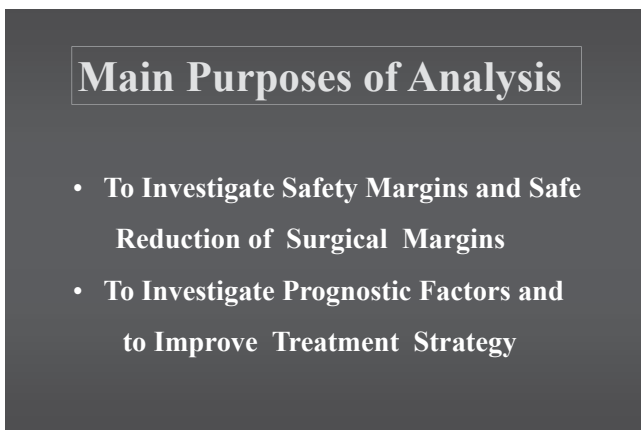 Main Purposes of Analysis
• To Investigate Safety Margins and Safe
Reduction of Surgical Margins
• To Investigate Prognostic Factors and
to Improve Treatment Strategy